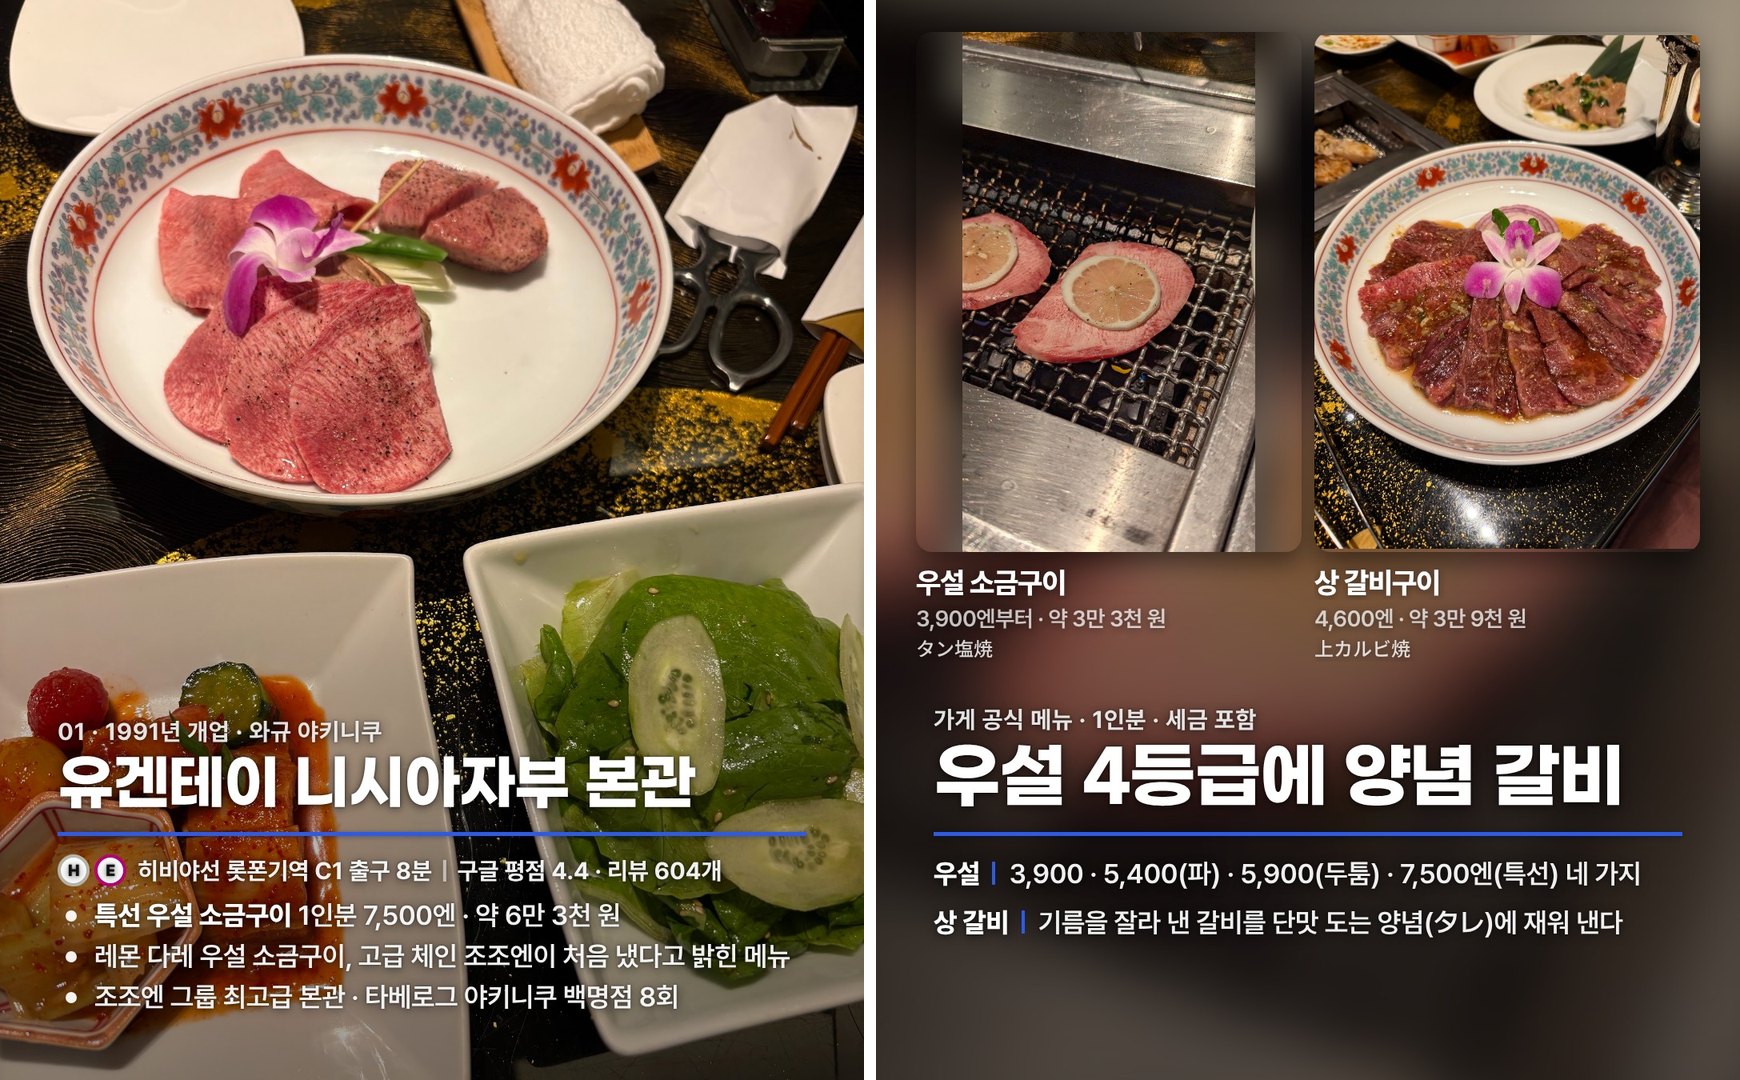 01 · 1991년 개업 · 와규 야키니쿠
유겐테이 니시아자부 본관
H E 히비야선 롯폰기역 C1 출구 8분 | 구글 평점 4.4 · 리뷰 604개
• 특선 우설 소금구이 1인분 7,500엔 · 약 6만 3천 원
• 레몬 다레 우설 소금구이, 고급 체인 조조엔이 처음 냈다고 밝힌 메뉴
• 조조엔 그룹 최고급 본관 · 타베로그 야키니쿠 백명점 8회
우설 소금구이
3,900엔부터 · 약 3만 3천 원
タン塩焼
상 갈비구이
4,600엔 · 약 3만 9천 원
上カルビ焼
가게 공식 메뉴 · 1인분 · 세금 포함
우설 4등급에 양념 갈비
우설 | 3,900 · 5,400(파) · 5,900(두툼) · 7,500엔(특선) 네 가지
상 갈비 | 기름을 잘라 낸 갈비를 단맛 도는 양념(タレ)에 재워 낸다